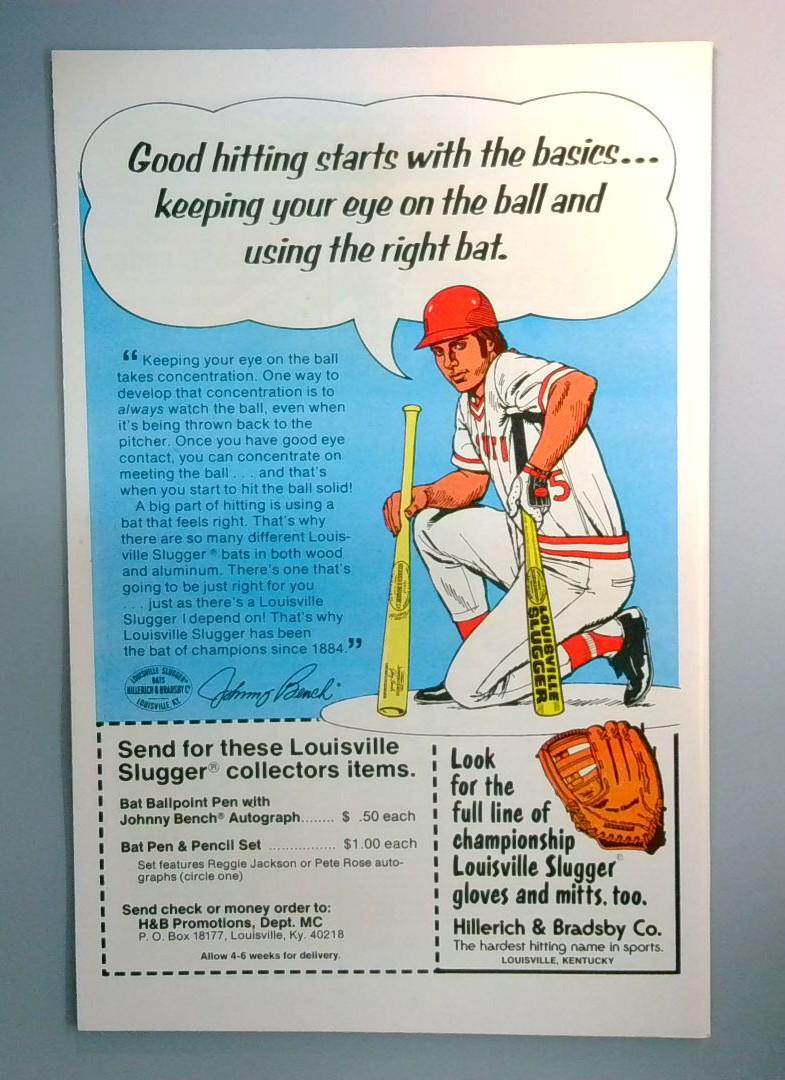 Good hitting starts with the basics...
keeping your eye on the ball and
using the right bat.
“ Keeping your eye on the ball
takes concentration. One way to
develop that concentration is to
always watch the ball, even when
it's being thrown back to the
pitcher. Once you have good eye
contact, you can concentrate on
meeting the ball . . . and that's
when you start to hit the ball solid!
A big part of hitting is using a
bat that feels right. That's why
there are so many different Louis-
ville Slugger® bats in both wood
and aluminum. There's one that's
going to be just right for you
. . . just as there's a Louisville
Slugger I depend on! That's why
Louisville Slugger has been
the bat of champions since 1884.”
LOUISVILLE SLUGGER®
BATS
HILLERICH & BRADSBY Co
LOUISVILLE, KY.
Johnny Bench®
5
LOUISVILLE
SLUGGER
Send for these Louisville
Slugger® collectors items.
Bat Ballpoint Pen with
Johnny Bench® Autograph........ $ .50 each
Bat Pen & Pencil Set ................ $1.00 each
Set features Reggie Jackson or Pete Rose auto-
graphs (circle one)
Send check or money order to:
H&B Promotions, Dept. MC
P. O. Box 18177, Louisville, Ky. 40218
Allow 4-6 weeks for delivery.
Look
for the
full line of
championship
Louisville Slugger®
gloves and mitts, too.
Hillerich & Bradsby Co.
The hardest hitting name in sports.
LOUISVILLE, KENTUCKY